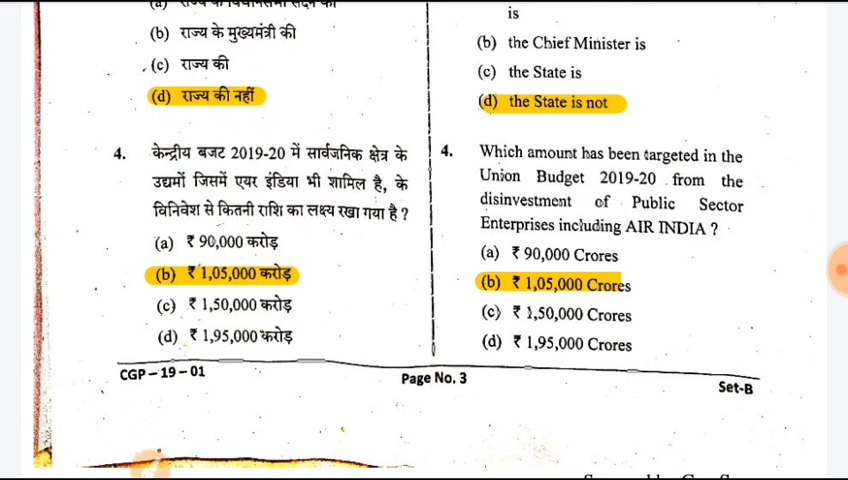 (b) राज्य के मुख्यमंत्री की
(c) राज्य की
(d) राज्य की नहीं
4. केन्द्रीय बजट 2019-20 में सार्वजनिक क्षेत्र के
उद्यमों जिसमें एयर इंडिया भी शामिल है, के
विनिवेश से कितनी राशि का लक्ष्य रखा गया है ?
(a) ₹ 90,000 करोड़
(b) ₹ 1,05,000 करोड़
(c) ₹ 1,50,000 करोड़
(d) ₹ 1,95,000 करोड़
is
(b) the Chief Minister is
(c) the State is
(d) the State is not
4. Which amount has been targeted in the
Union Budget 2019-20 from the
disinvestment of Public Sector
Enterprises including AIR INDIA ?
(a) ₹ 90,000 Crores
(b) ₹ 1,05,000 Crores
(c) ₹ 1,50,000 Crores
(d) ₹ 1,95,000 Crores
CGP – 19 – 01
Page No. 3
Set-B